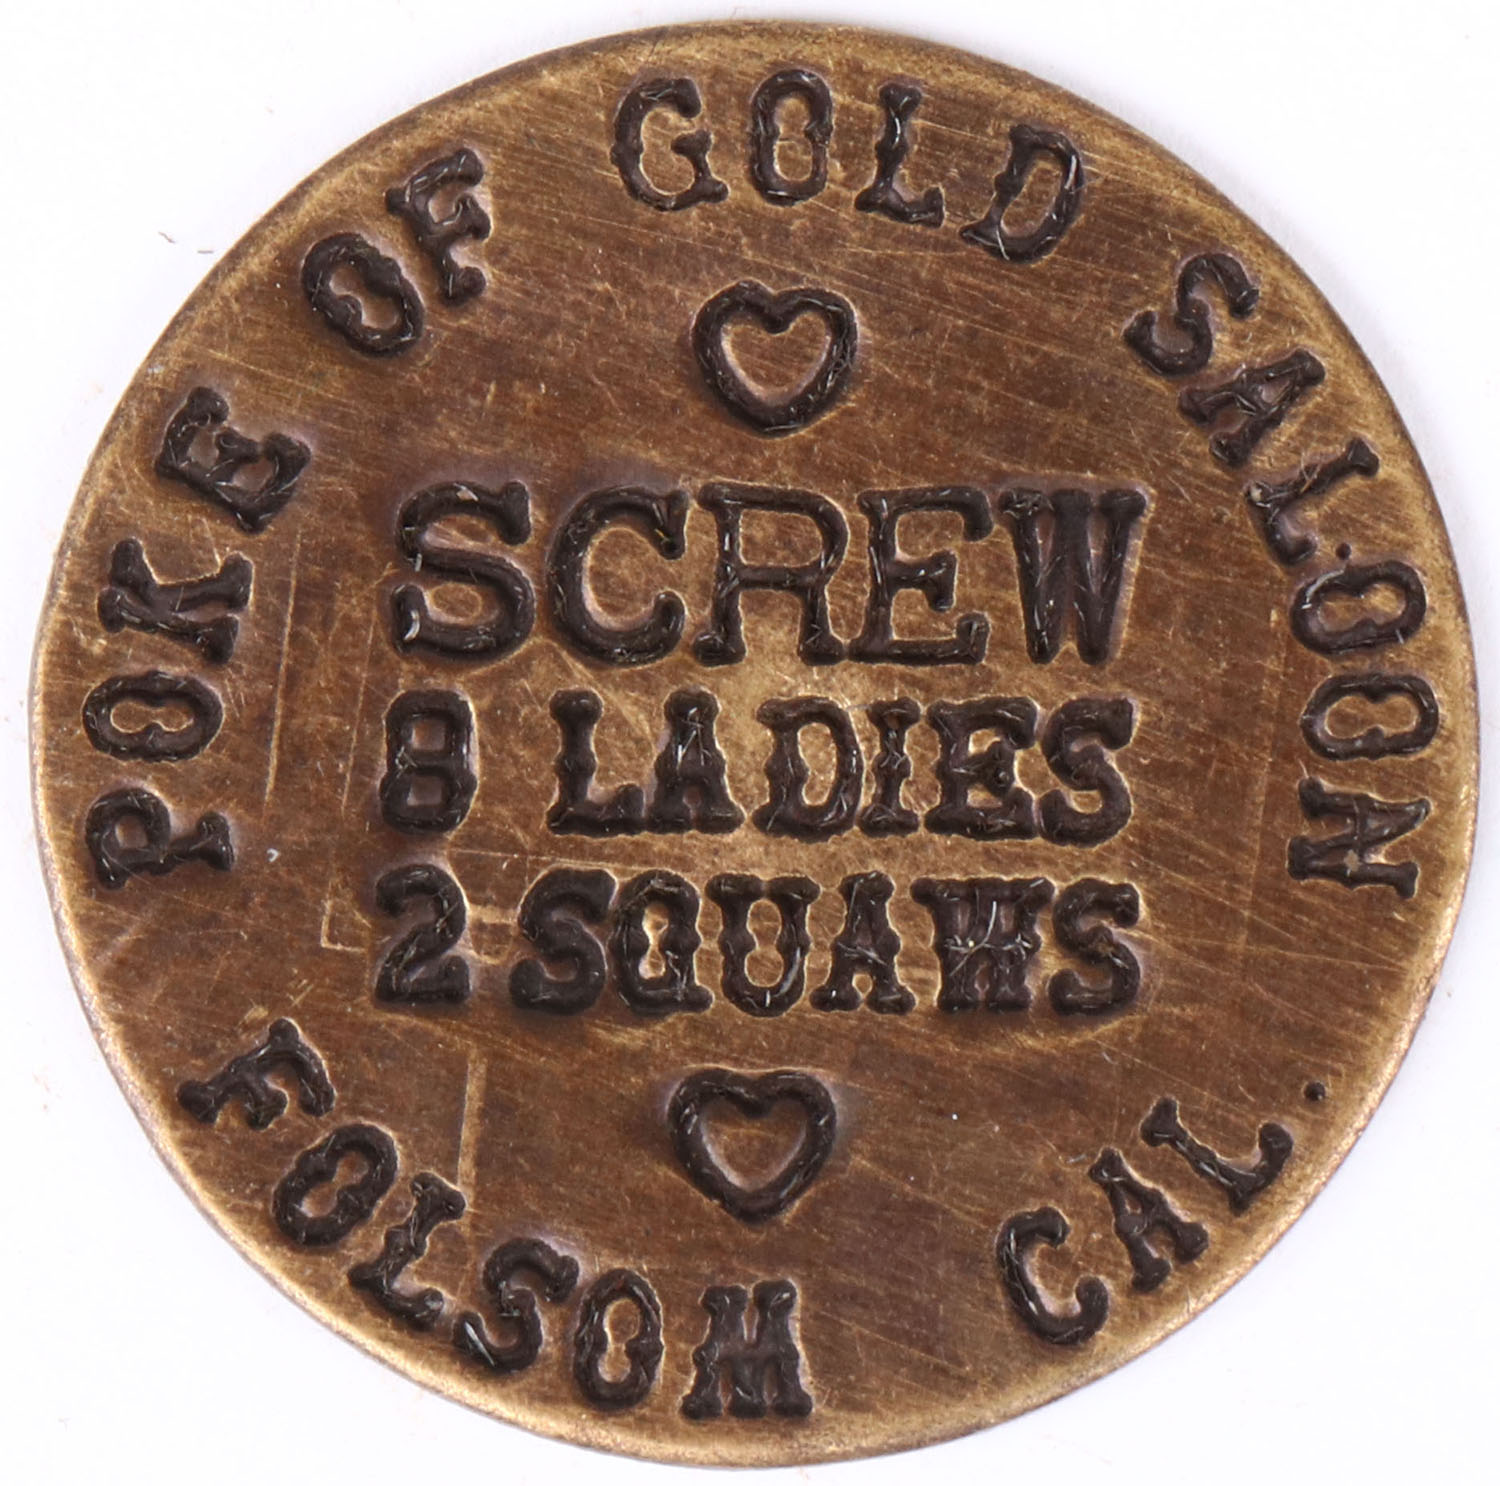 POKE OF GOLD SALOON
SCREW
8 LADIES
2 SQUAWS
FOLSOM CAL.